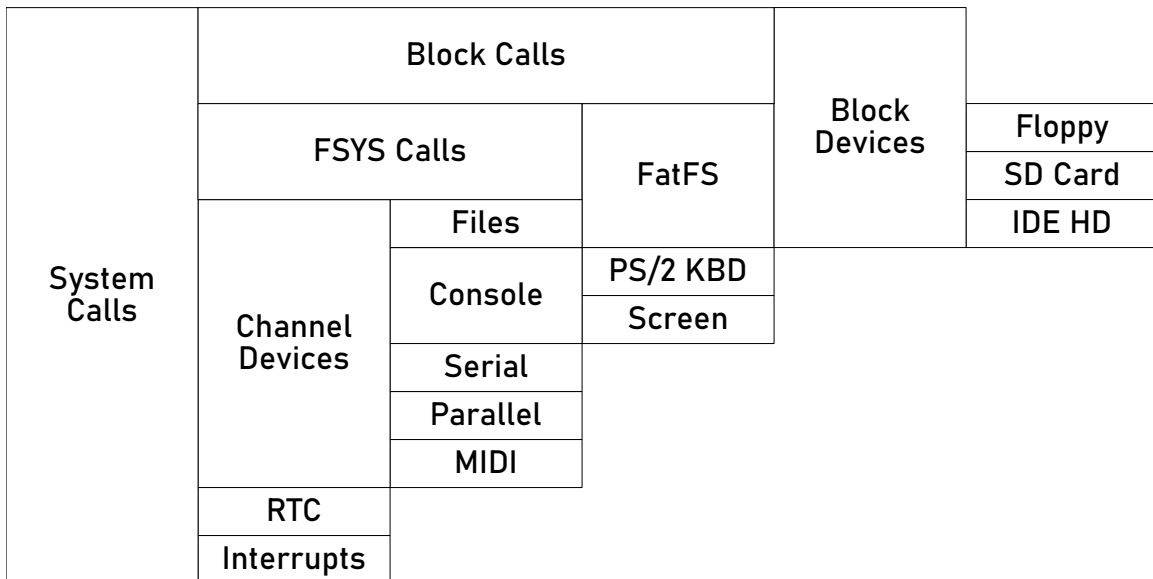 Block Calls
Block
Devices
Floppy
FSYS Calls
FatFS
SD Card
Files
IDE HD
System
Calls
Channel
Devices
Console
PS/2 KBD
Screen
Serial
Parallel
MIDI
RTC
Interrupts